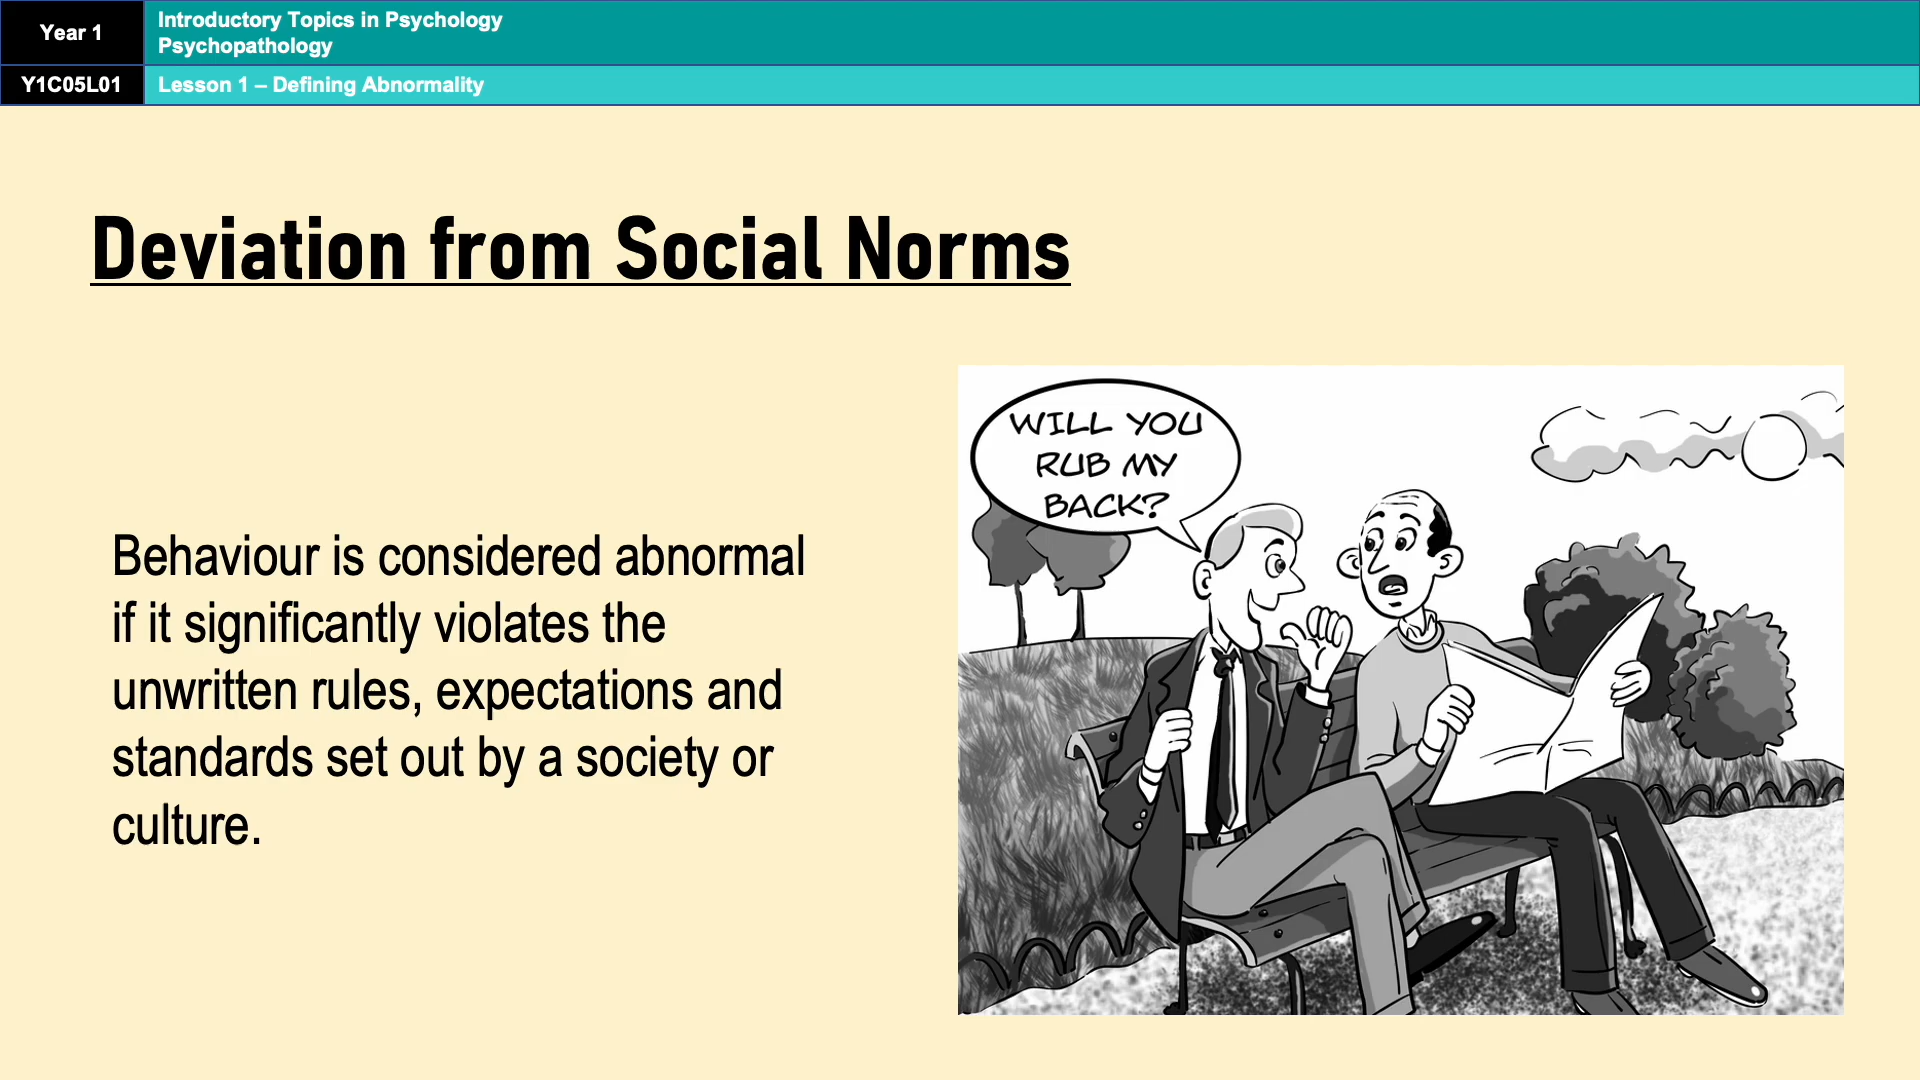 Year 1
Introductory Topics in Psychology
Psychopathology
Y1C05L01
Lesson 1 – Defining Abnormality
Deviation from Social Norms
Behaviour is considered abnormal
if it significantly violates the
unwritten rules, expectations and
standards set out by a society or
culture.
WILL YOU
RUB MY
BACK?